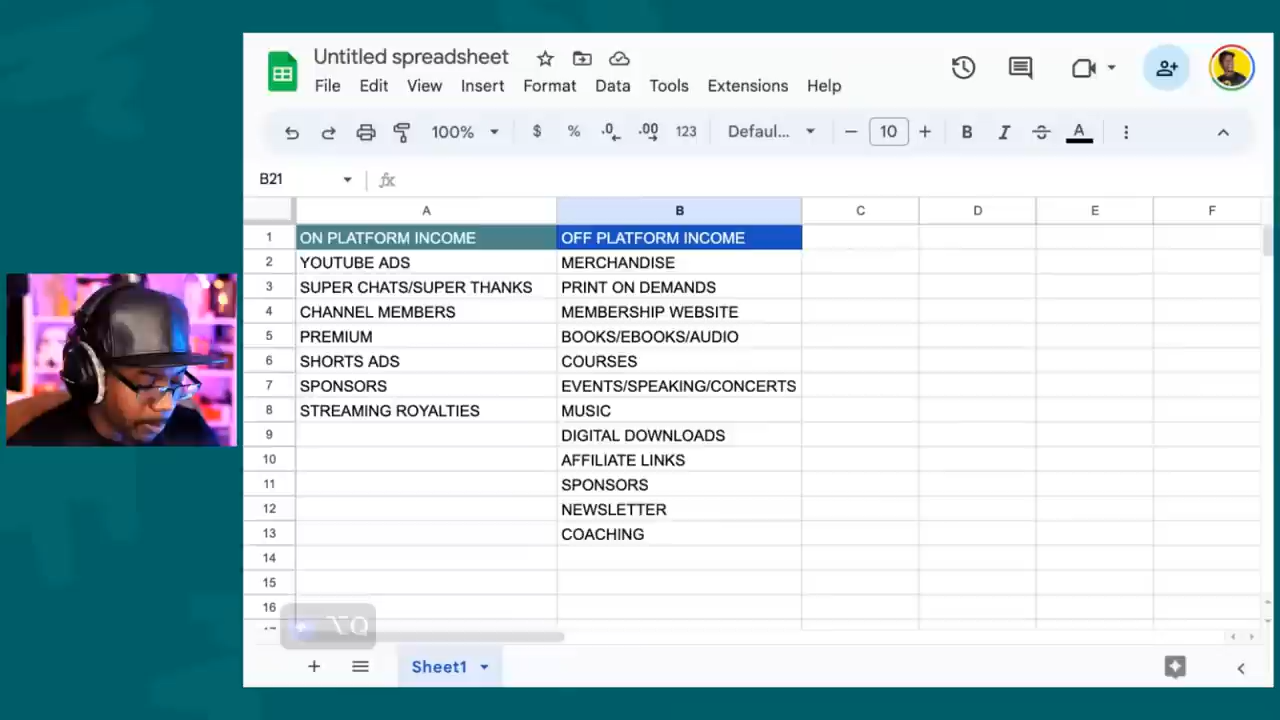 Untitled spreadsheet
File Edit View Insert Format Data Tools Extensions Help
100% $ % .0 .00 123 Defaul... — 10 + B I S A
B21 fx
A B C D E F
1 ON PLATFORM INCOME OFF PLATFORM INCOME
2 YOUTUBE ADS MERCHANDISE
3 SUPER CHATS/SUPER THANKS PRINT ON DEMANDS
4 CHANNEL MEMBERS MEMBERSHIP WEBSITE
5 PREMIUM BOOKS/EBOOKS/AUDIO
6 SHORTS ADS COURSES
7 SPONSORS EVENTS/SPEAKING/CONCERTS
8 STREAMING ROYALTIES MUSIC
9 DIGITAL DOWNLOADS
10 AFFILIATE LINKS
11 SPONSORS
12 NEWSLETTER
13 COACHING
14
15
16
⌥Q
+ Sheet1